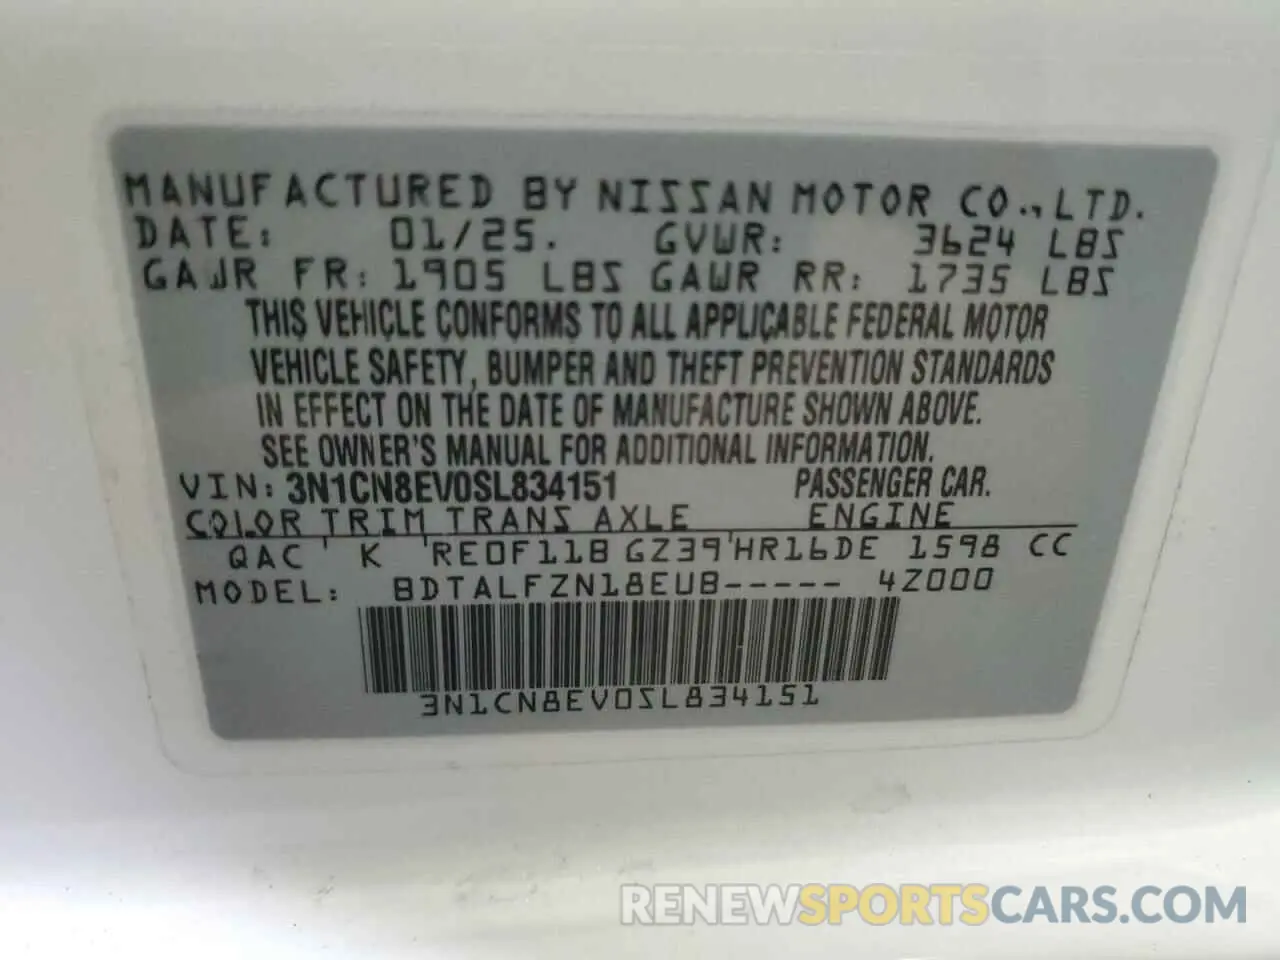 MANUFACTURED BY NISSAN MOTOR CO., LTD.
DATE: 01/25. GVWR: 3624 LBS
GAWR FR: 1905 LBS GAWR RR: 1735 LBS
THIS VEHICLE CONFORMS TO ALL APPLICABLE FEDERAL MOTOR
VEHICLE SAFETY, BUMPER AND THEFT PREVENTION STANDARDS
IN EFFECT ON THE DATE OF MANUFACTURE SHOWN ABOVE.
SEE OWNER'S MANUAL FOR ADDITIONAL INFORMATION.
VIN: 3N1CN8EV0SL834151 PASSENGER CAR.
COLOR TRIM TRANS AXLE ENGINE
QAC K RE0F11B GZ39 HR16DE 1598 CC
MODEL: BDTALFZN18EUB----- 4Z000
3N1CN8EV0SL834151
RENEWSPORTSCARS.COM